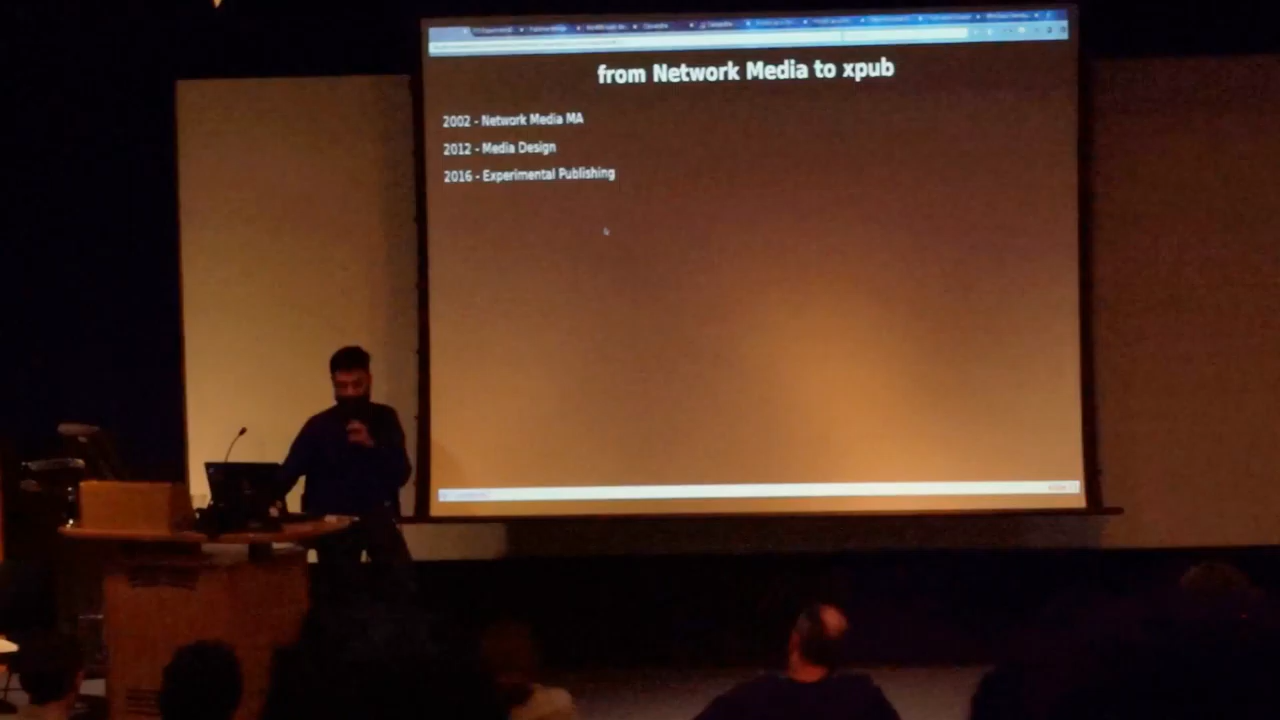 from Network Media to xpub
2002 - Network Media MA
2012 - Media Design
2016 - Experimental Publishing